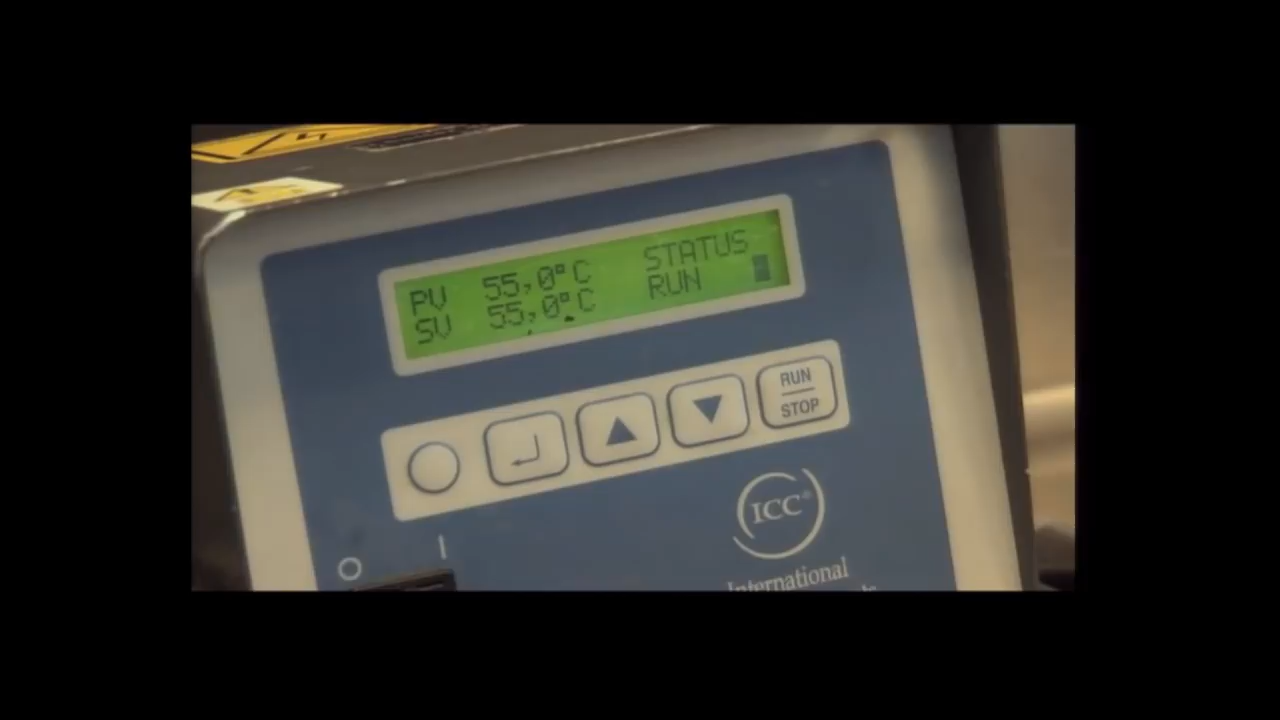 PV 55,0°C STATUS
SV 55,0°C RUN
RUN
STOP
O I
ICC®
International